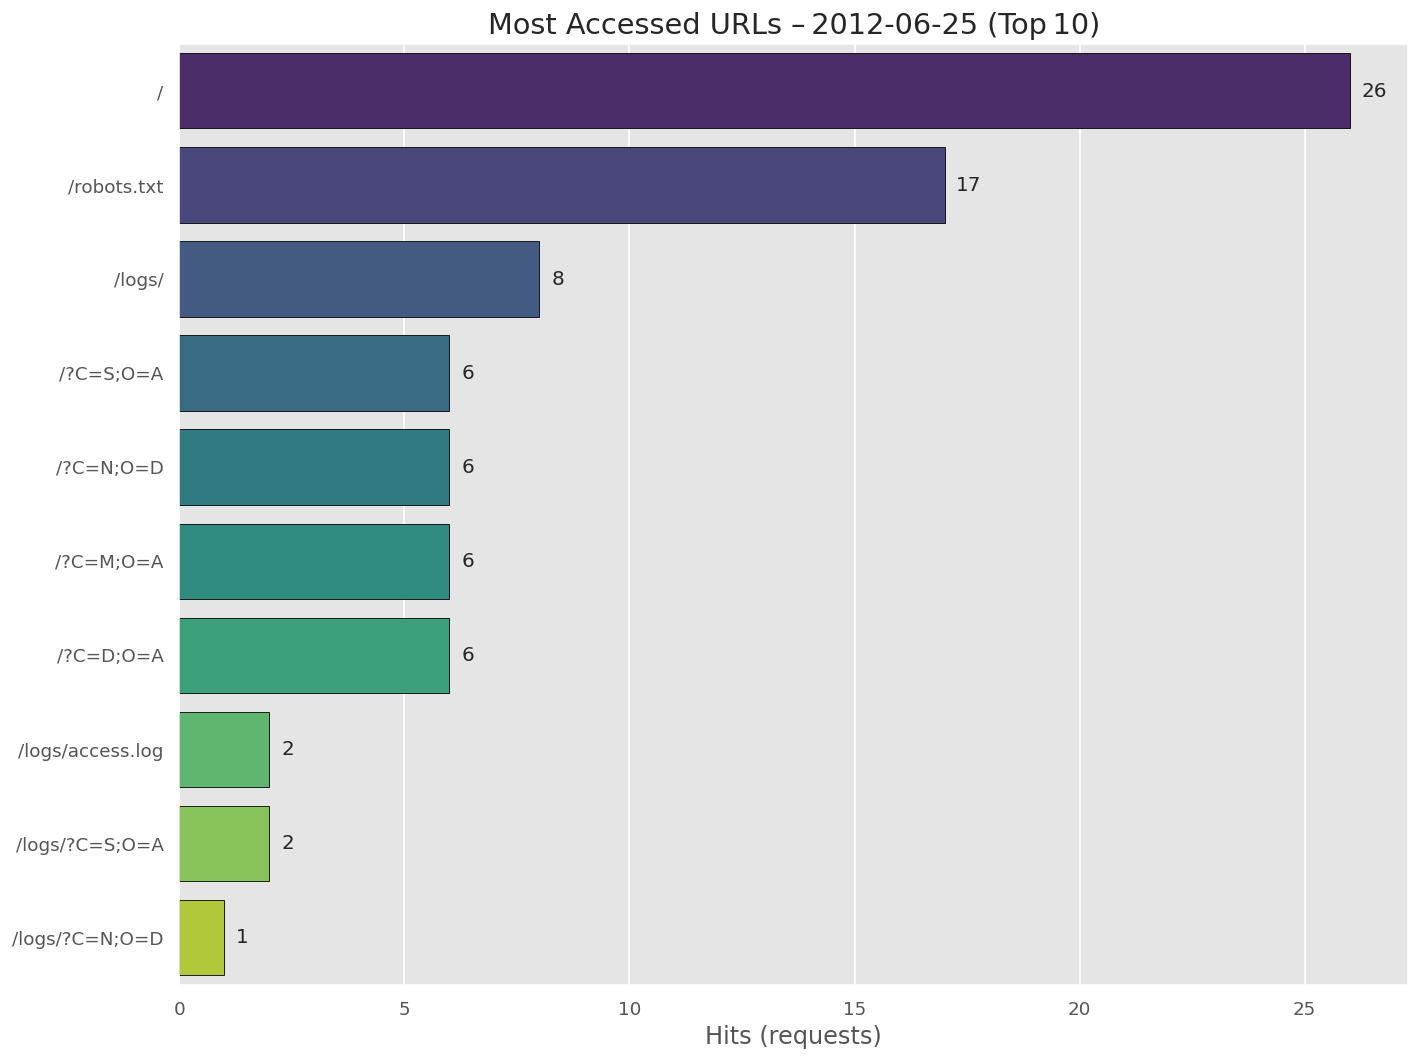 Most Accessed URLs – 2012-06-25 (Top 10)
/
26
/robots.txt
17
/logs/
8
/?C=S;O=A
6
/?C=N;O=D
6
/?C=M;O=A
6
/?C=D;O=A
6
/logs/access.log
2
/logs/?C=S;O=A
2
/logs/?C=N;O=D
1
0 5 10 15 20 25
Hits (requests)